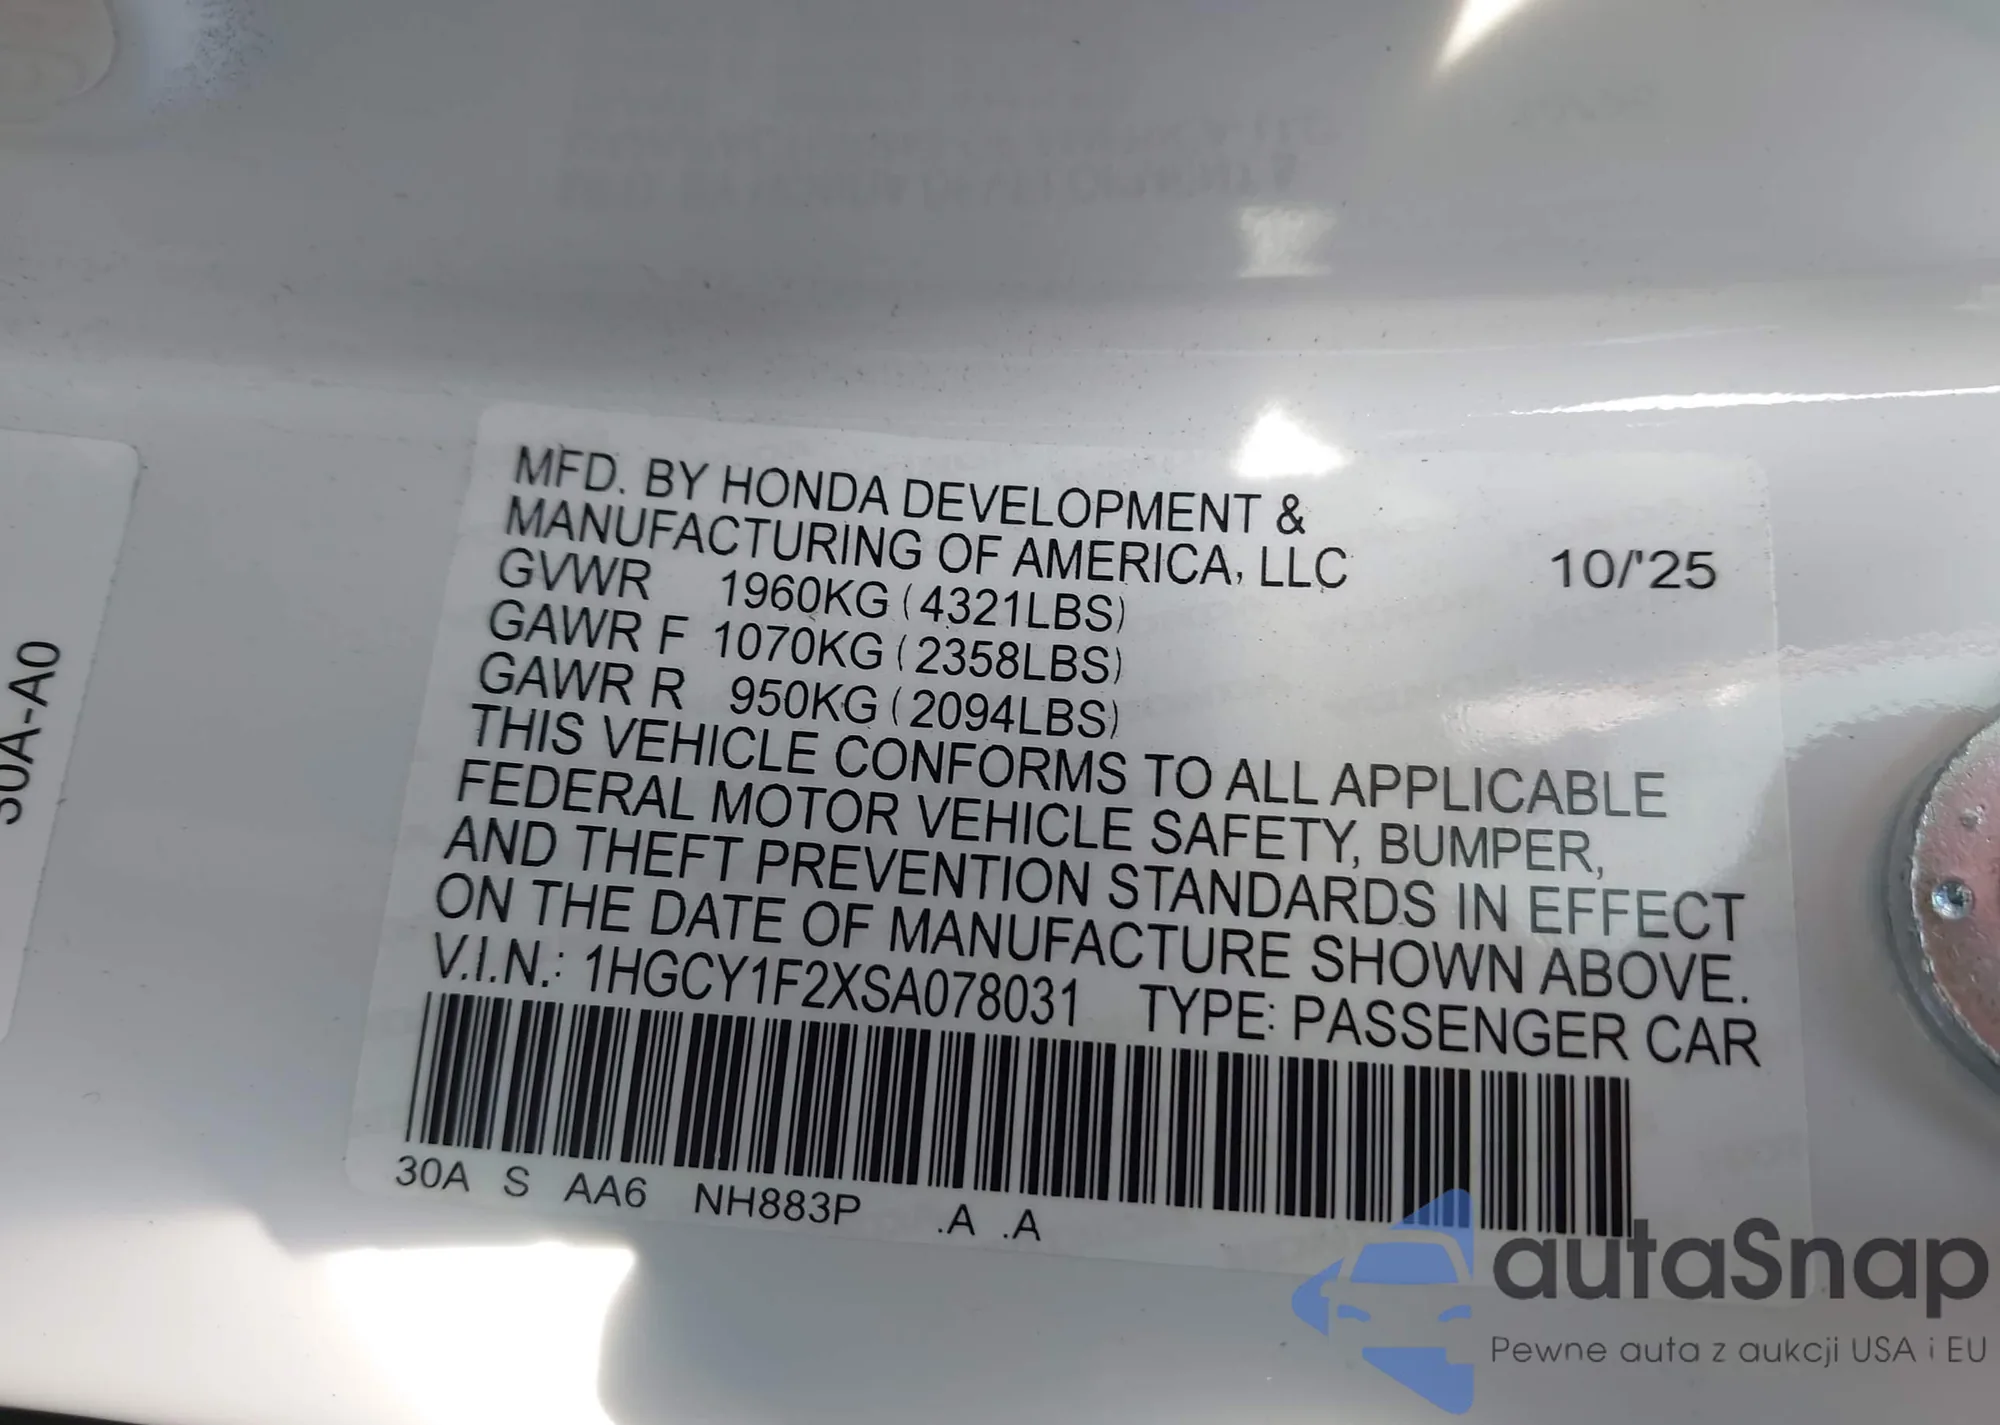 MFD. BY HONDA DEVELOPMENT &
MANUFACTURING OF AMERICA, LLC 10/'25
GVWR 1960KG (4321LBS)
GAWR F 1070KG (2358LBS)
GAWR R 950KG (2094LBS)
THIS VEHICLE CONFORMS TO ALL APPLICABLE
FEDERAL MOTOR VEHICLE SAFETY, BUMPER,
AND THEFT PREVENTION STANDARDS IN EFFECT
ON THE DATE OF MANUFACTURE SHOWN ABOVE.
V.I.N.: 1HGCY1F2XSA078031 TYPE: PASSENGER CAR
30A S AA6 NH883P .A .A
30A-A0
autaSnap
Pewne auta z aukcji USA i EU